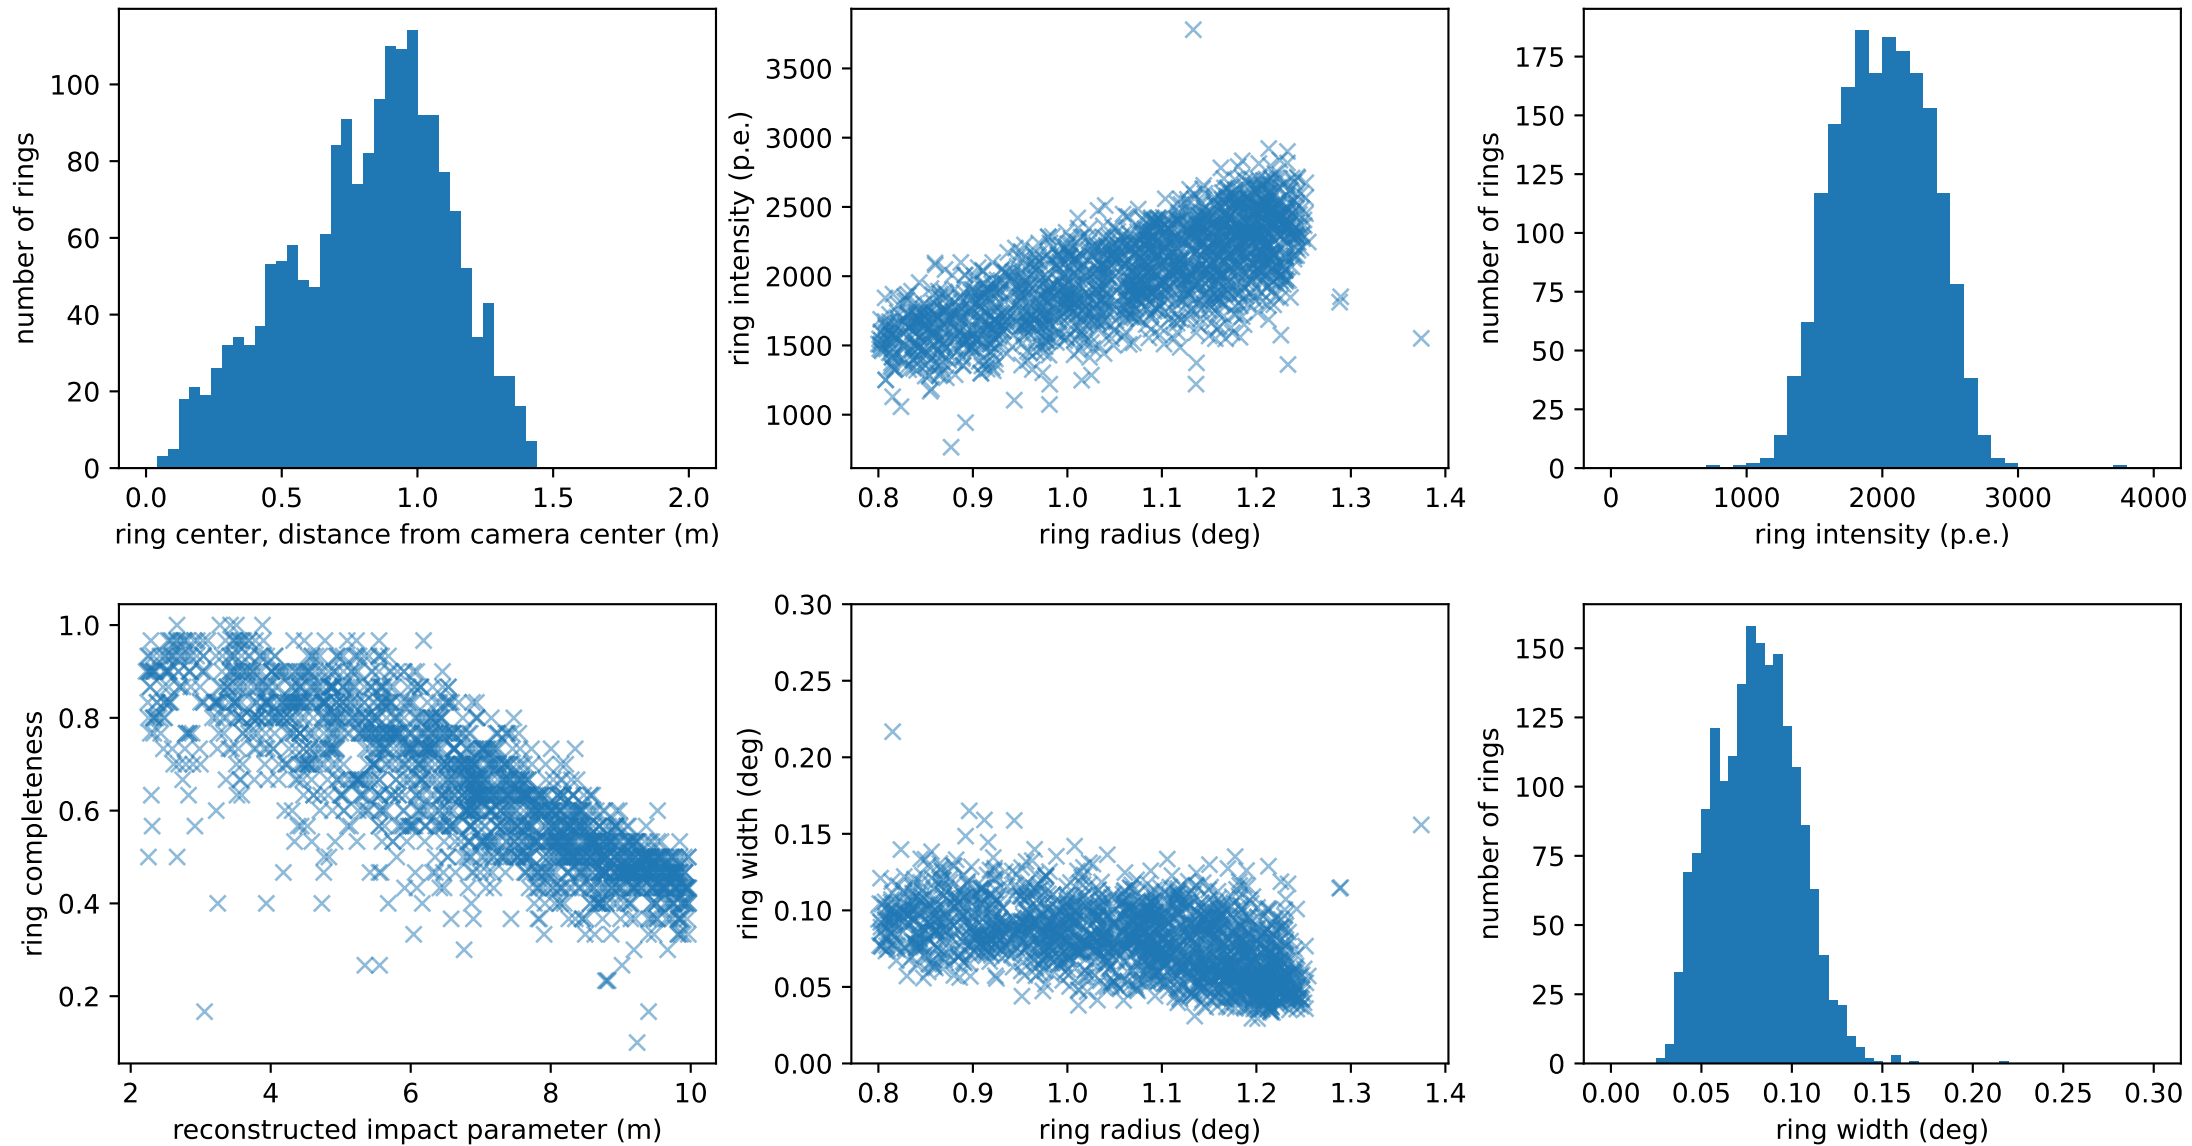 number of rings
100
80
60
40
20
0
0.0 0.5 1.0 1.5 2.0
ring center, distance from camera center (m)
ring intensity (p.e.)
3500
3000
2500
2000
1500
1000
0.8 0.9 1.0 1.1 1.2 1.3 1.4
ring radius (deg)
number of rings
175
150
125
100
75
50
25
0
0 1000 2000 3000 4000
ring intensity (p.e.)
ring completeness
1.0
0.8
0.6
0.4
0.2
2 4 6 8 10
reconstructed impact parameter (m)
ring width (deg)
0.30
0.25
0.20
0.15
0.10
0.05
0.00
0.8 0.9 1.0 1.1 1.2 1.3 1.4
ring radius (deg)
number of rings
150
125
100
75
50
25
0
0.00 0.05 0.10 0.15 0.20 0.25 0.30
ring width (deg)